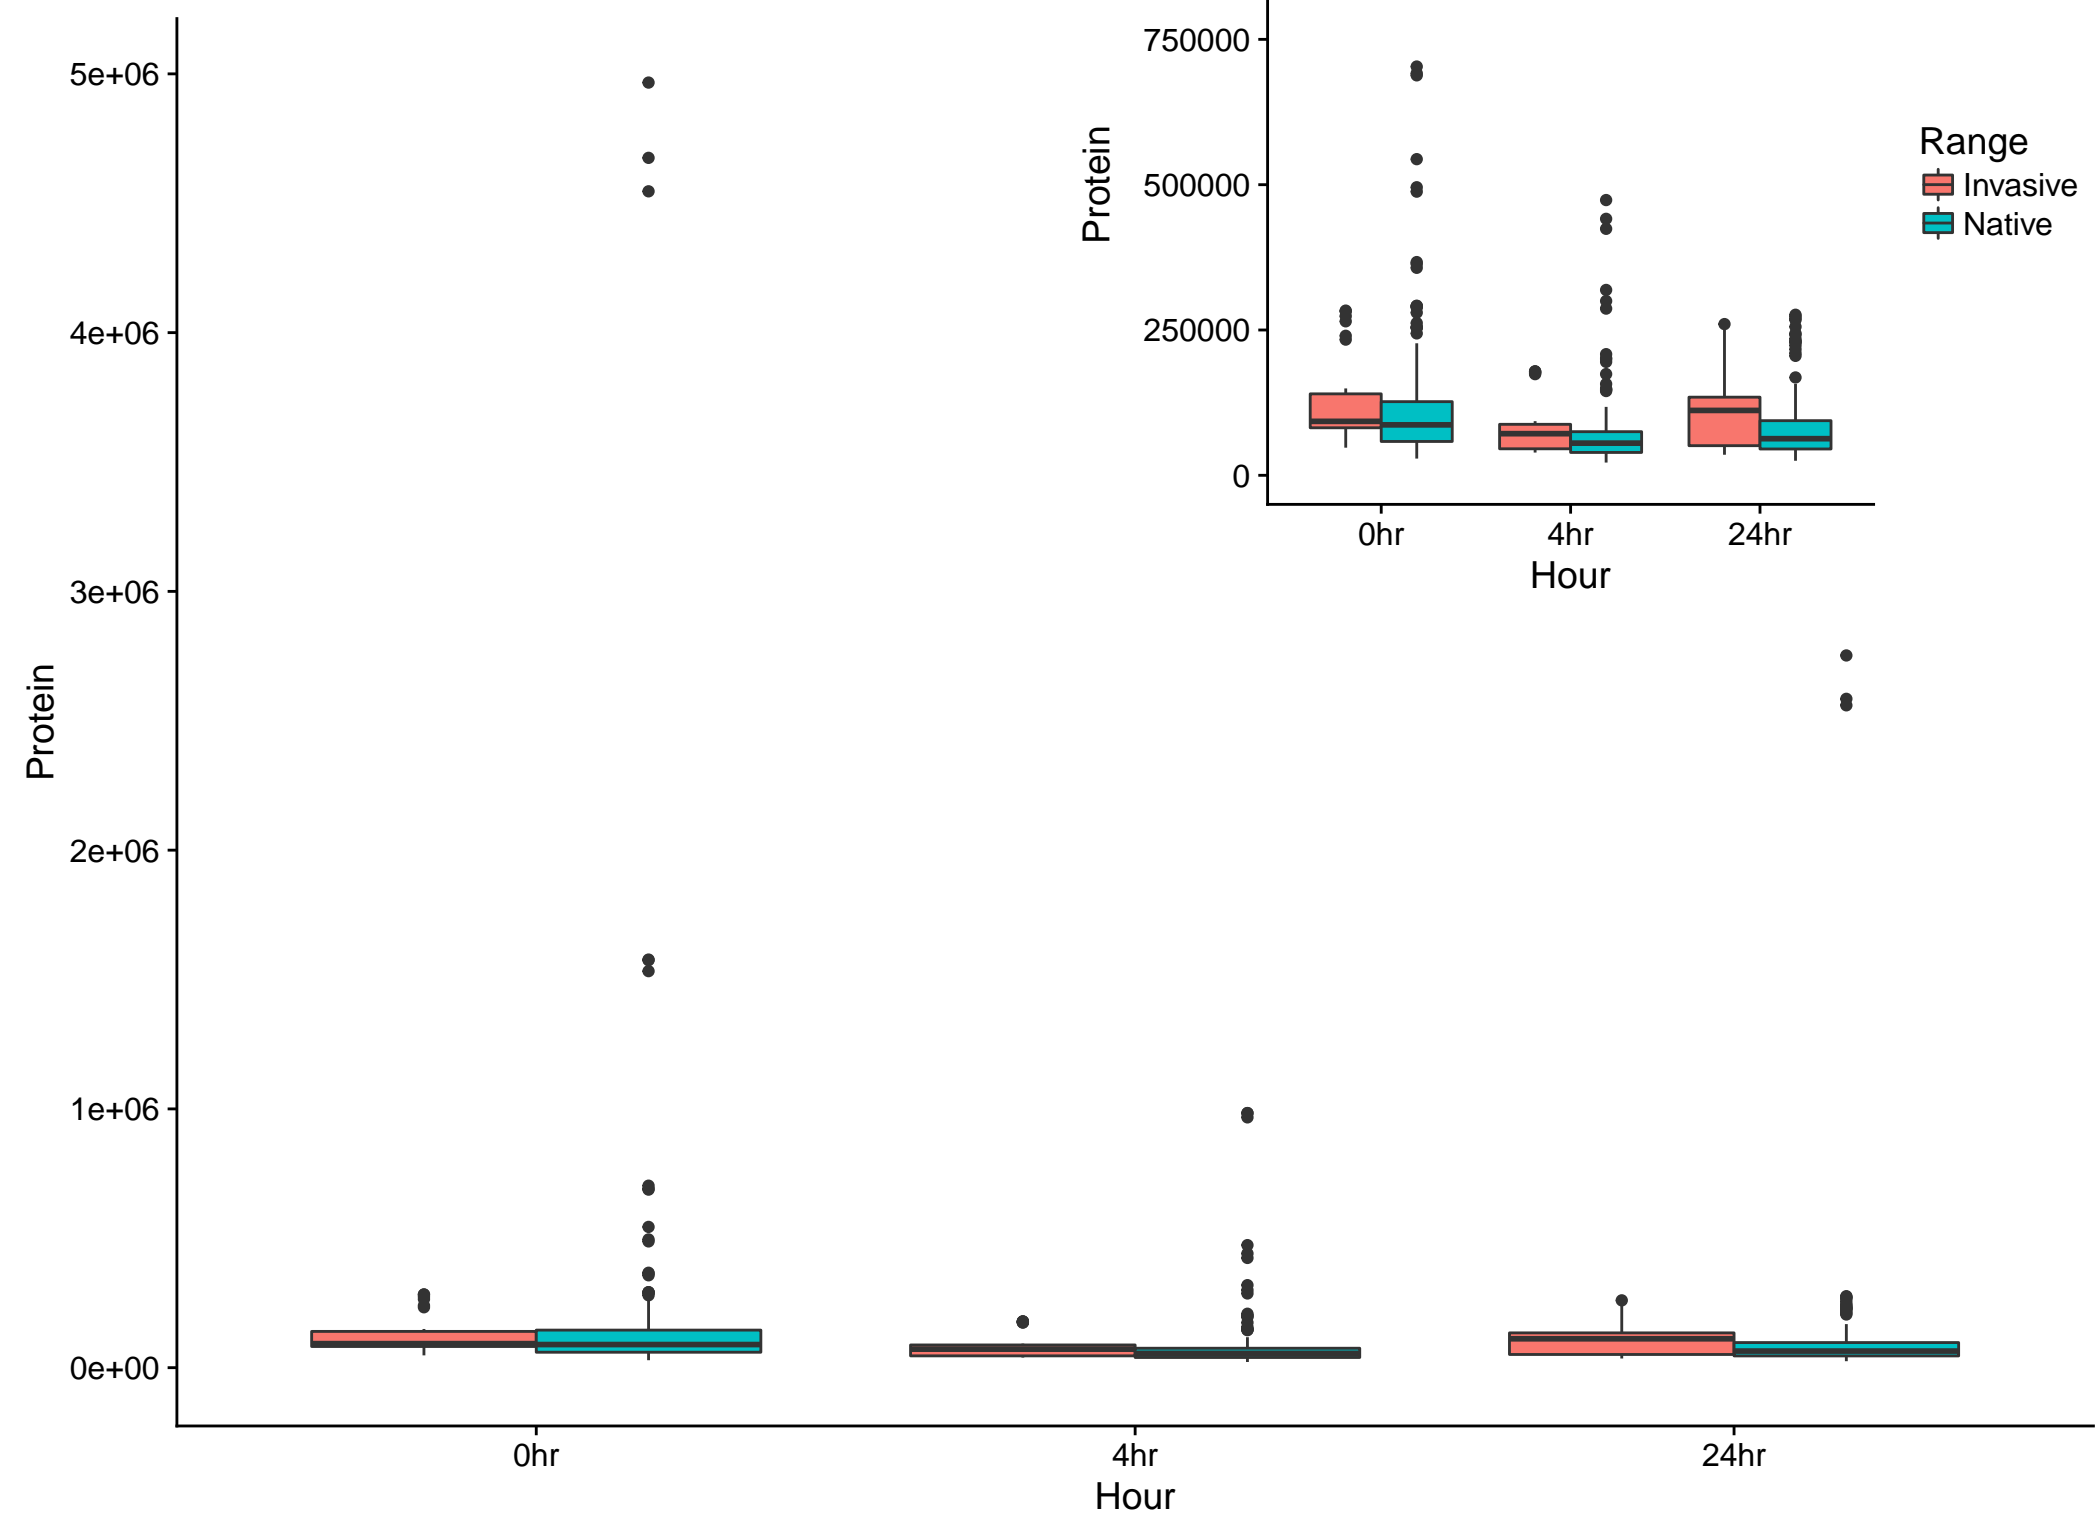 5e+06
4e+06
3e+06
2e+06
1e+06
0e+00
Protein
0hr
4hr
24hr
Hour
750000
500000
250000
0
Protein
0hr
4hr
24hr
Hour
Range
Invasive
Native